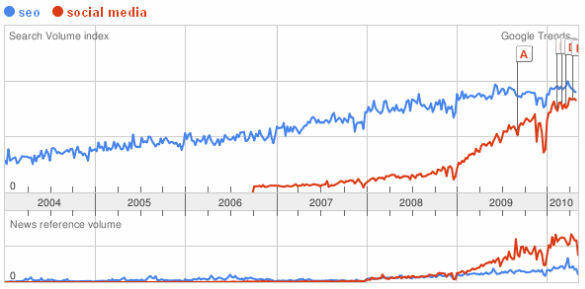 seo social media
Search Volume index Google Trends
A
0
2004 2005 2006 2007 2008 2009 2010
News reference volume
0